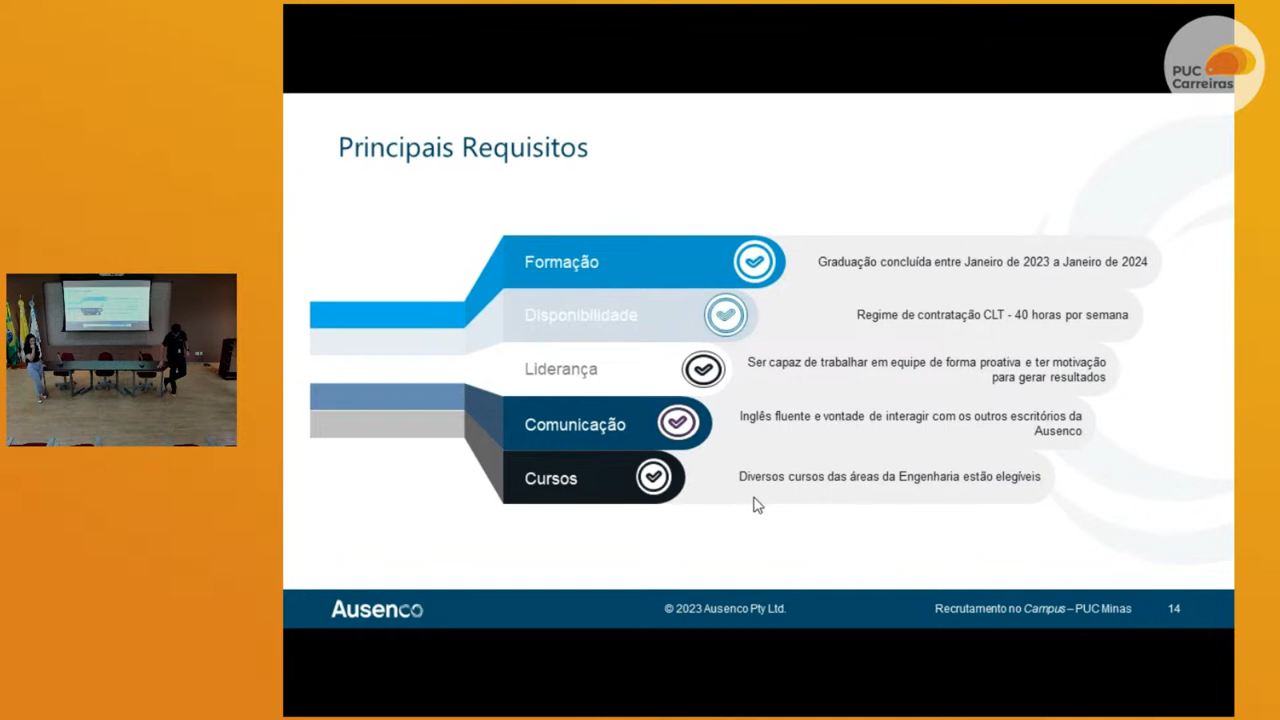 PUC
Carreiras
Principais Requisitos
Formação
Graduação concluída entre Janeiro de 2023 a Janeiro de 2024
Disponibilidade
Regime de contratação CLT - 40 horas por semana
Liderança
Ser capaz de trabalhar em equipe de forma proativa e ter motivação
para gerar resultados
Comunicação
Inglês fluente e vontade de interagir com os outros escritórios da
Ausenco
Cursos
Diversos cursos das áreas da Engenharia estão elegíveis
Ausenco
© 2023 Ausenco Pty Ltd.
Recrutamento no Campus – PUC Minas
14